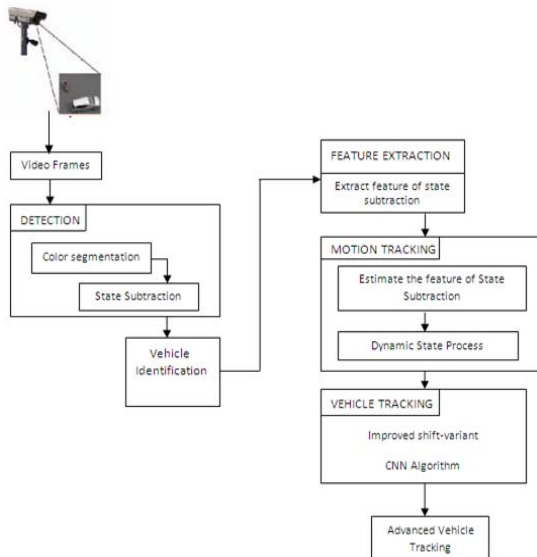 Video Frames
DETECTION
Color segmentation
State Subtraction
Vehicle
Identification
FEATURE EXTRACTION
Extract feature of state
subtraction
MOTION TRACKING
Estimate the feature of State
Subtraction
Dynamic State Process
VEHICLE TRACKING
Improved shift-variant
CNN Algorithm
Advanced Vehicle
Tracking